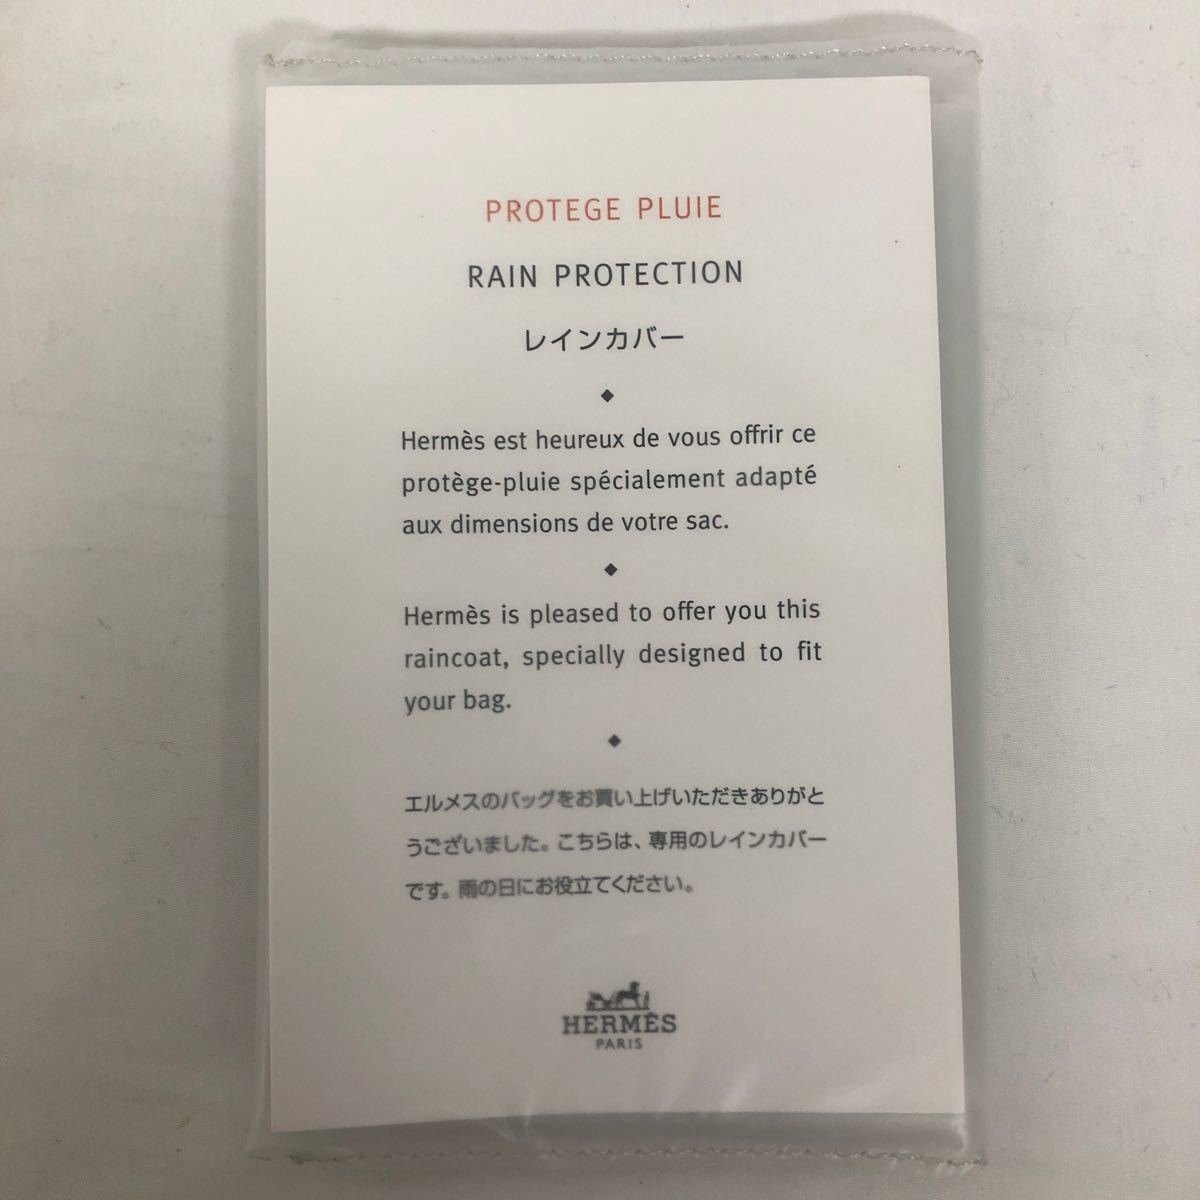 PROTEGE PLUIE
RAIN PROTECTION
レインカバー
Hermès est heureux de vous offrir ce
protège-pluie spécialement adapté
aux dimensions de votre sac.
Hermès is pleased to offer you this
raincoat, specially designed to fit
your bag.
エルメスのバッグをお買い上げいただきありがと
うございました。こちらは、専用のレインカバー
です。雨の日にお役立てください。
HERMÈS
PARIS